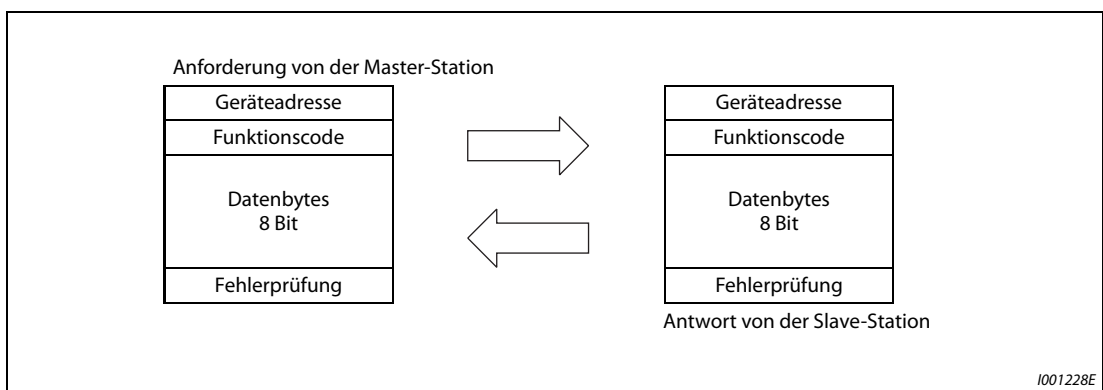 Anforderung von der Master-Station
Geräteadresse
Funktionscode
Datenbytes
8 Bit
Fehlerprüfung
Geräteadresse
Funktionscode
Datenbytes
8 Bit
Fehlerprüfung
Antwort von der Slave-Station
I001228E